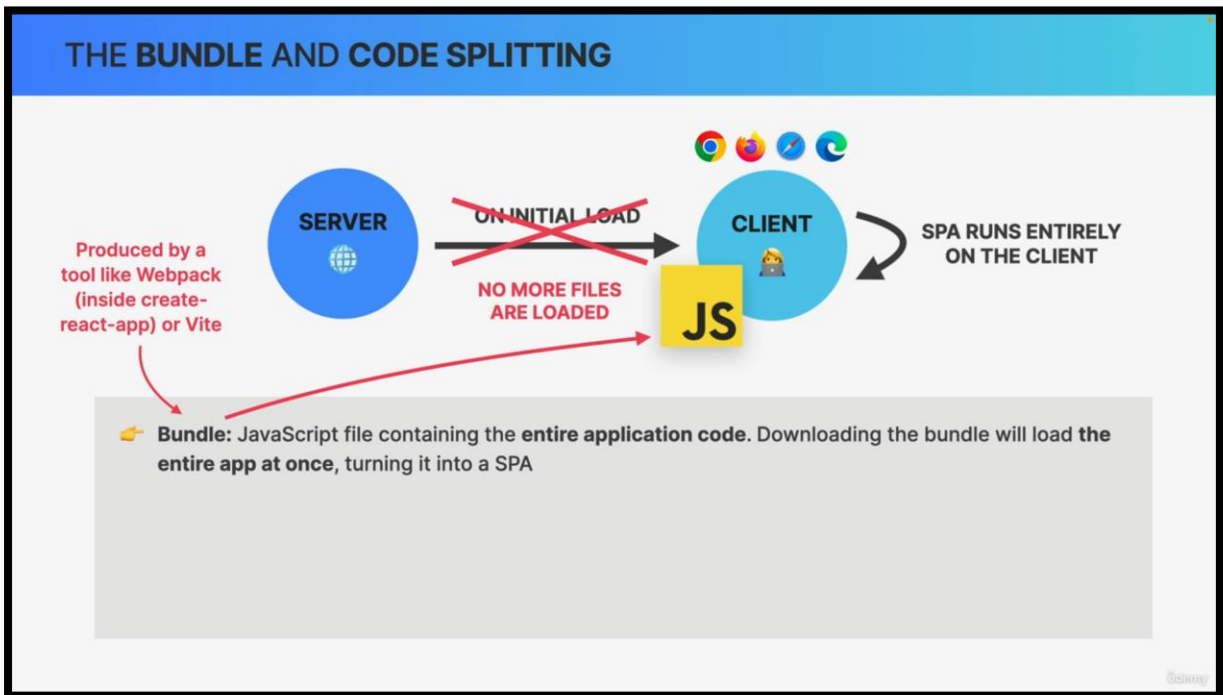 THE BUNDLE AND CODE SPLITTING
SERVER
ON INITIAL LOAD
CLIENT
SPA RUNS ENTIRELY
ON THE CLIENT
Produced by a
tool like Webpack
(inside create-
react-app) or Vite
NO MORE FILES
ARE LOADED
JS
Bundle: JavaScript file containing the entire application code. Downloading the bundle will load the
entire app at once, turning it into a SPA
Udemy